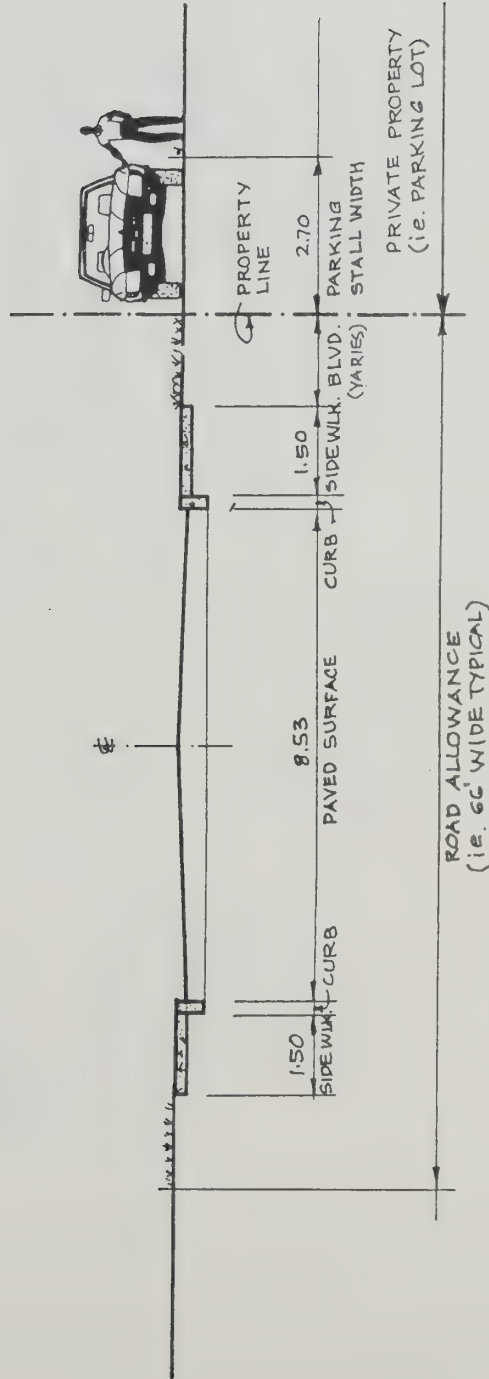 ℄
PROPERTY
LINE
1.50
8.53
1.50
2.70
SIDEWLK.
CURB
PAVED SURFACE
CURB
SIDEWLK.
BLVD.
(VARIES)
PARKING
STALL WIDTH
ROAD ALLOWANCE
(ie. 66' WIDE TYPICAL)
PRIVATE PROPERTY
(ie. PARKING LOT)